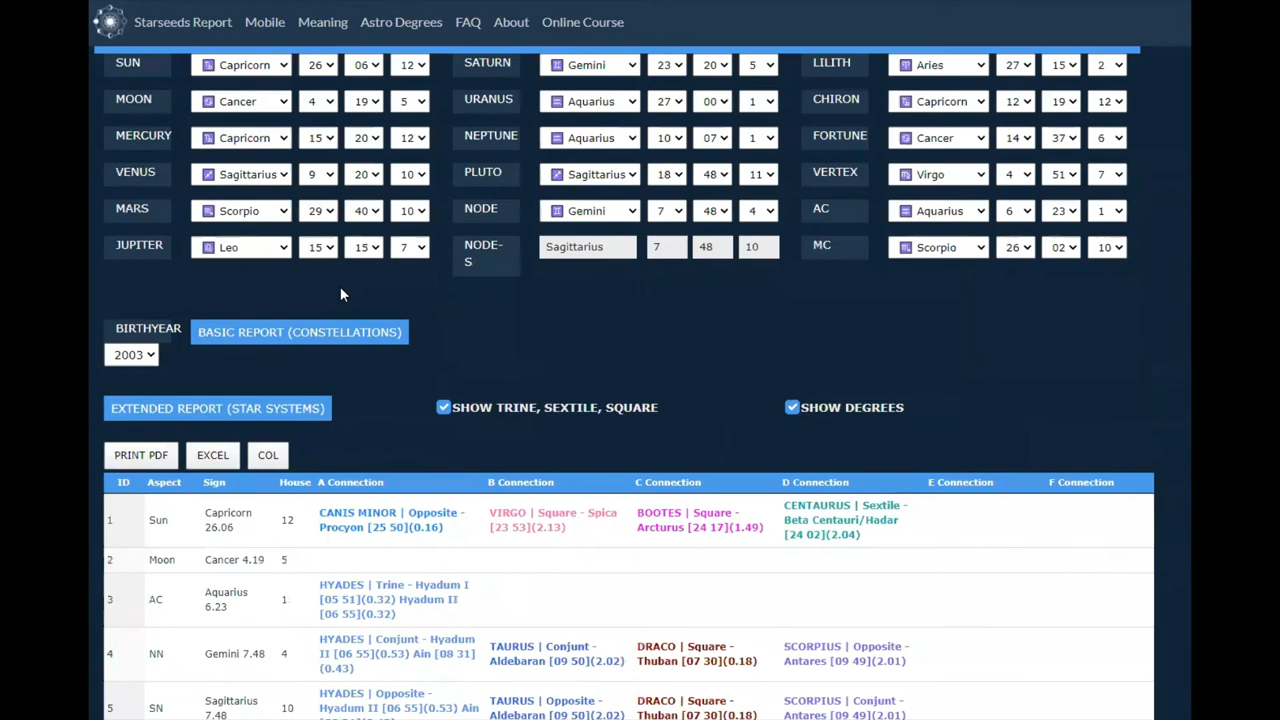 Starseeds Report Mobile Meaning Astro Degrees FAQ About Online Course
SUN Capricorn 26 06 12 SATURN Gemini 23 20 5 LILITH Aries 27 15 2
MOON Cancer 4 19 5 URANUS Aquarius 27 00 1 CHIRON Capricorn 12 19 12
MERCURY Capricorn 15 20 12 NEPTUNE Aquarius 10 07 1 FORTUNE Cancer 14 37 6
VENUS Sagittarius 9 20 10 PLUTO Sagittarius 18 48 11 VERTEX Virgo 4 51 7
MARS Scorpio 29 40 10 NODE Gemini 7 48 4 AC Aquarius 6 23 1
JUPITER Leo 15 15 7 NODE- Sagittarius 7 48 10 MC Scorpio 26 02 10
S
BIRTHYEAR BASIC REPORT (CONSTELLATIONS)
2003
EXTENDED REPORT (STAR SYSTEMS) SHOW TRINE, SEXTILE, SQUARE SHOW DEGREES
PRINT PDF EXCEL COL
ID Aspect Sign House A Connection B Connection C Connection D Connection E Connection F Connection
1 Sun Capricorn 26.06 12 CANIS MINOR | Opposite - Procyon [25 50](0.16) VIRGO | Square - Spica [23 53](2.13) BOOTES | Square - Arcturus [24 17](1.49) CENTAURUS | Sextile - Beta Centauri/Hadar [24 02](2.04)
2 Moon Cancer 4.19 5
3 AC Aquarius 6.23 1 HYADES | Trine - Hyadum I [05 51](0.32) Hyadum II [06 55](0.32)
4 NN Gemini 7.48 4 HYADES | Conjunt - Hyadum II [06 55](0.53) Ain [08 31](0.43) TAURUS | Conjunt - Aldebaran [09 50](2.02) DRACO | Square - Thuban [07 30](0.18) SCORPIUS | Opposite - Antares [09 49](2.01)
5 SN Sagittarius 7.48 10 HYADES | Opposite - Hyadum II [06 55](0.53) Ain TAURUS | Opposite - Aldebaran [09 50](2.02) DRACO | Square - Thuban [07 30](0.18) SCORPIUS | Conjunt - Antares [09 49](2.01)